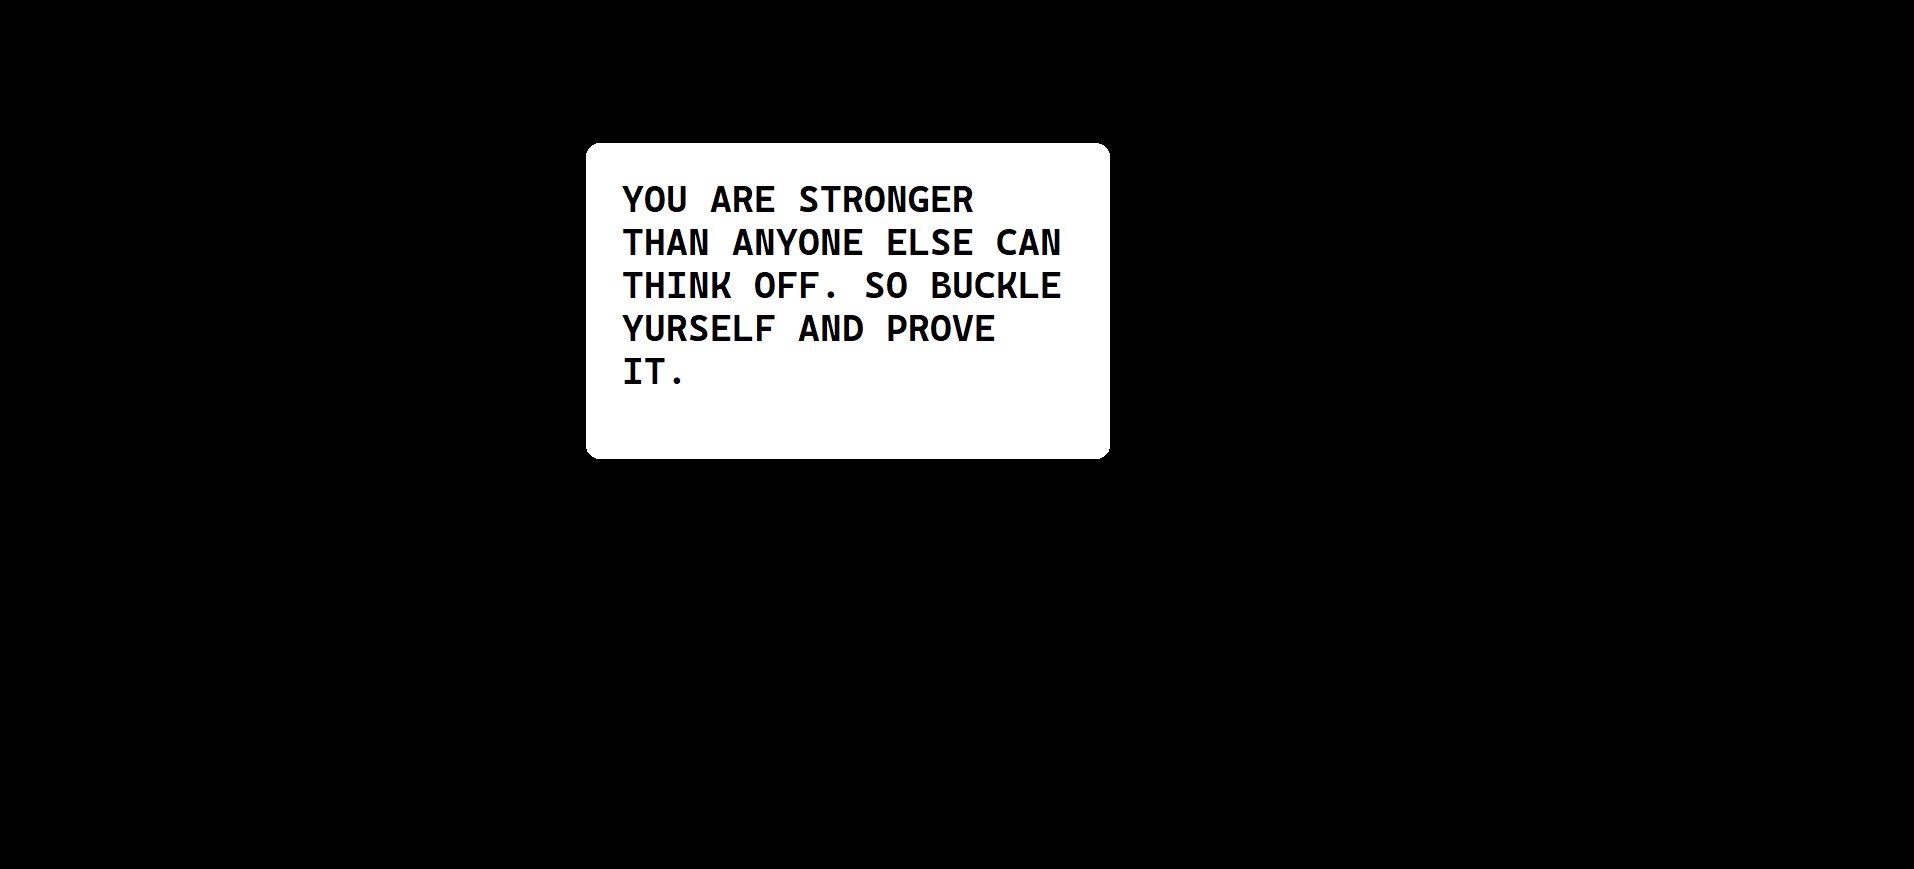 YOU ARE STRONGER
THAN ANYONE ELSE CAN
THINK OFF. SO BUCKLE
YURSELF AND PROVE
IT.